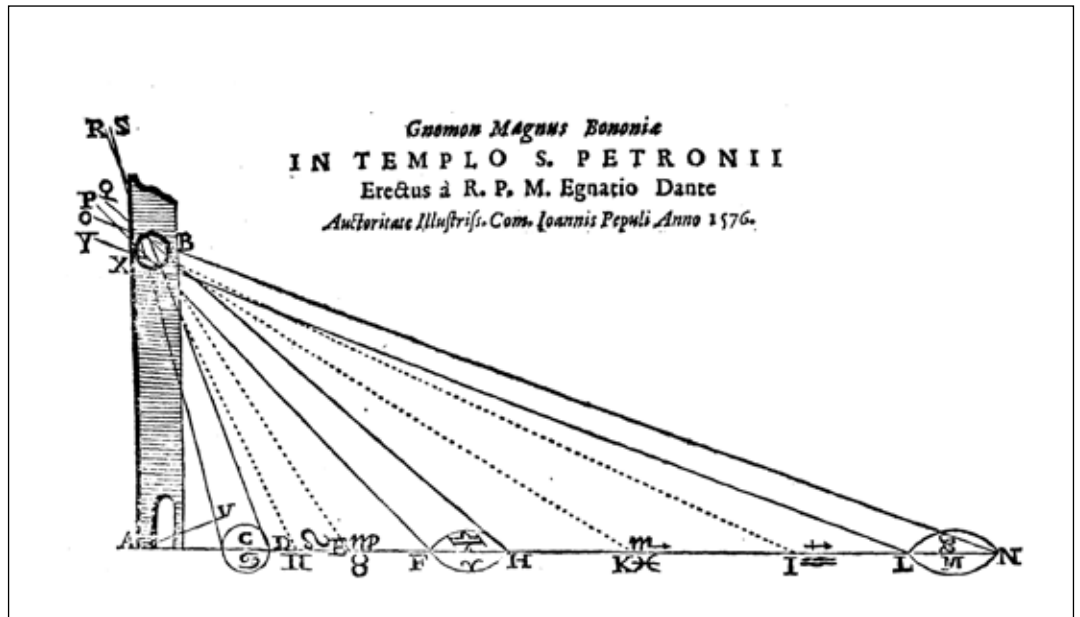 Gnomon Magnus Bononiæ
IN TEMPLO S. PETRONII
Erectus à R. P. M. Egnatio Dante
Auctoritate Illustriss. Com. Ioannis Pepuli Anno 1576.
R S
P Q
O
Y
X B
V
A C D E F H K I L M N